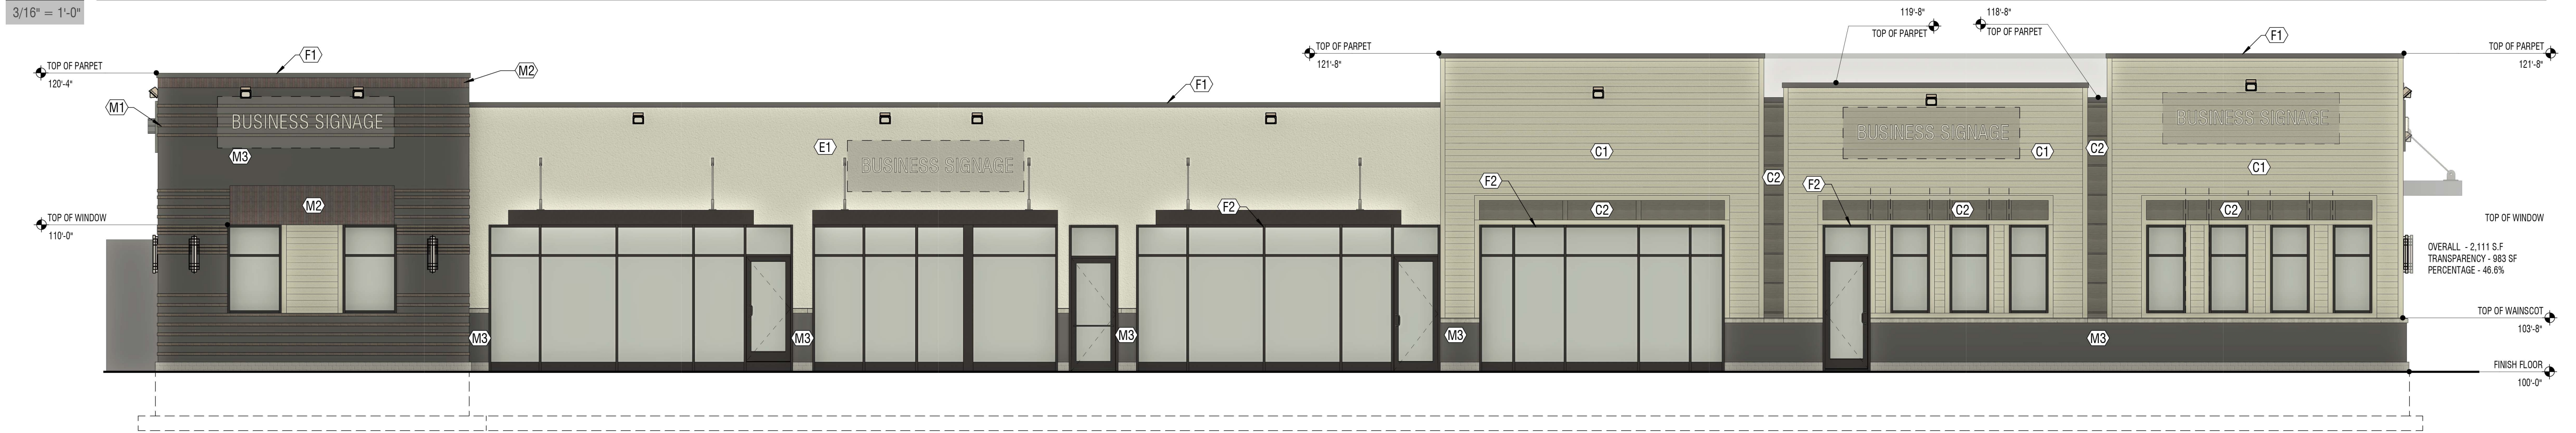 3/16" = 1'-0"
TOP OF PARPET
120'-4"
F1
M2
M1
BUSINESS SIGNAGE
M3
M2
TOP OF WINDOW
110'-0"
F1
E1
BUSINESS SIGNAGE
F2
M3
M3
M3
M3
TOP OF PARPET
121'-8"
C1
F2
C2
C2
119'-8"
TOP OF PARPET
118'-8"
TOP OF PARPET
BUSINESS SIGNAGE
C1
C2
F2
C2
F1
BUSINESS SIGNAGE
C1
C2
M3
TOP OF PARPET
121'-8"
TOP OF WINDOW
OVERALL - 2,111 S.F
TRANSPARENCY - 983 SF
PERCENTAGE - 46.6%
TOP OF WAINSCOT
103'-8"
FINISH FLOOR
100'-0"